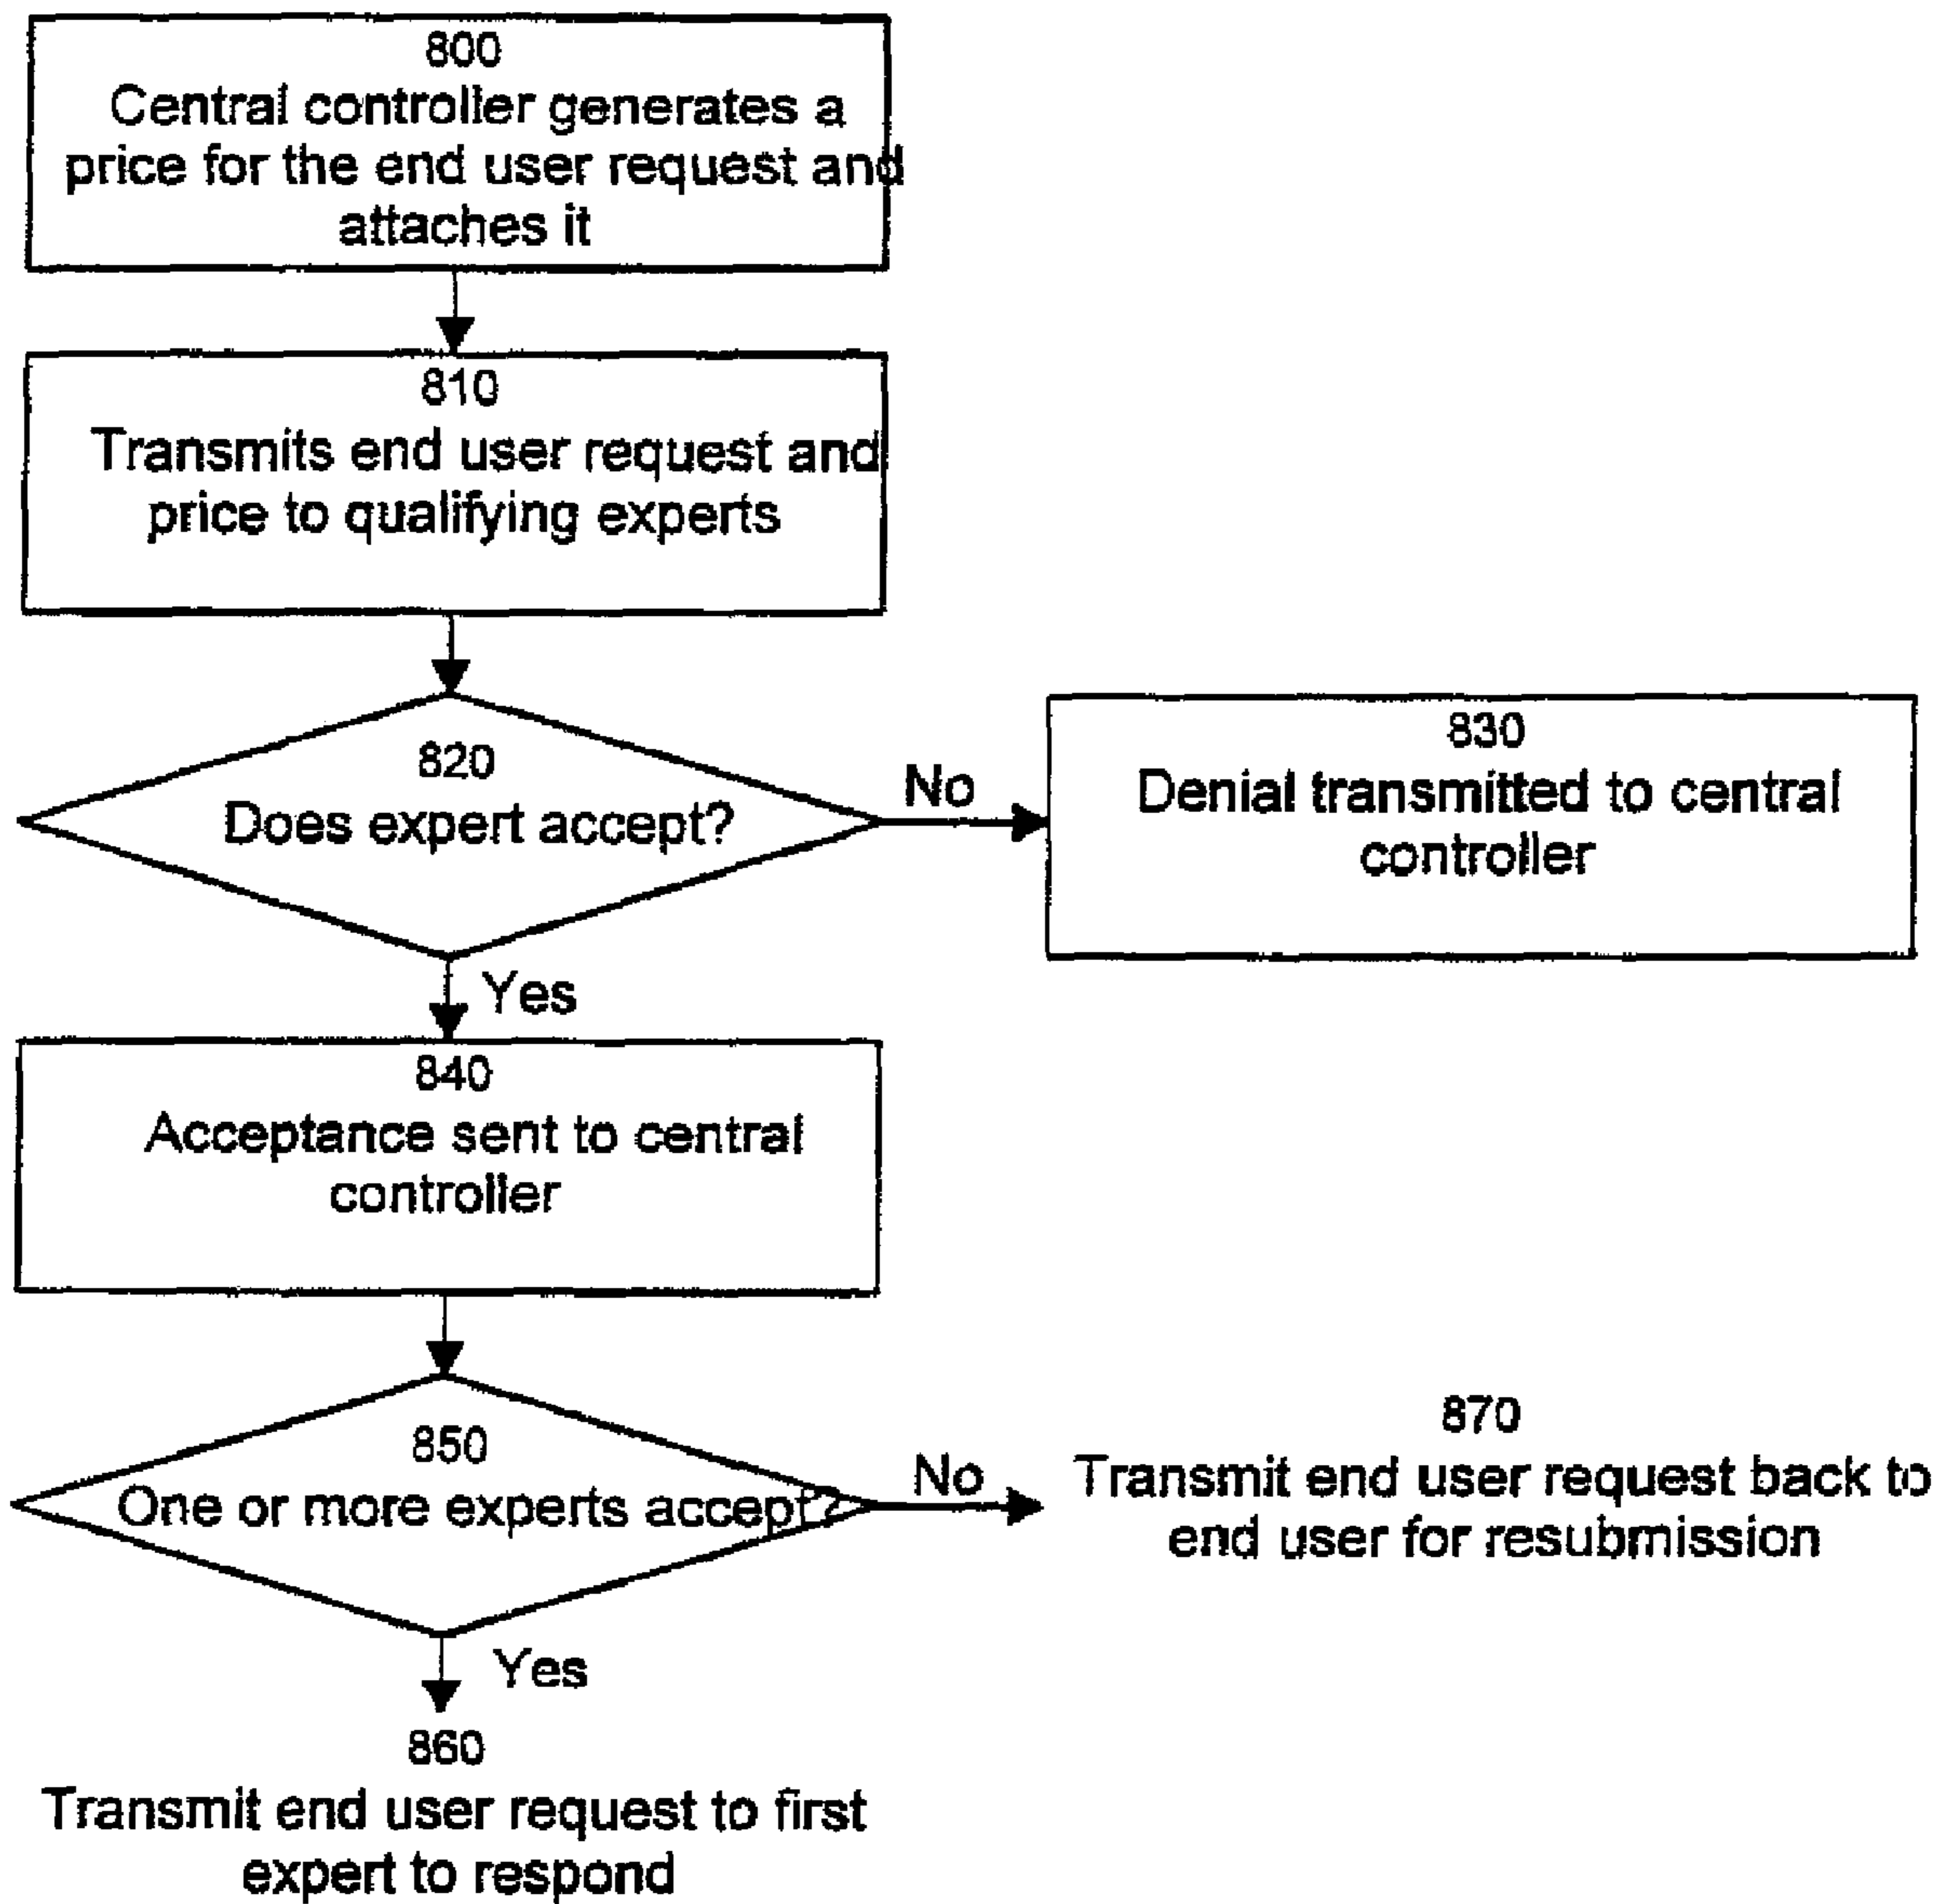 800
Central controller generates a
price for the end user request and
attaches it
810
Transmits end user request and
price to qualifying experts
820
Does expert accept?
No
830
Denial transmitted to central
controller
Yes
840
Acceptance sent to central
controller
850
One or more experts accept?
No
870
Transmit end user request back to
end user for resubmission
Yes
860
Transmit end user request to first
expert to respond